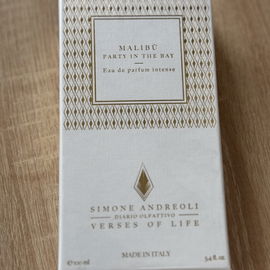 MALIBÙ
PARTY IN THE BAY
Eau de parfum intense
SIMONE ANDREOLI
DIARIO OLFATTIVO
VERSES OF LIFE
MADE IN ITALY
℮ 100 ml
3.4 fl. oz.